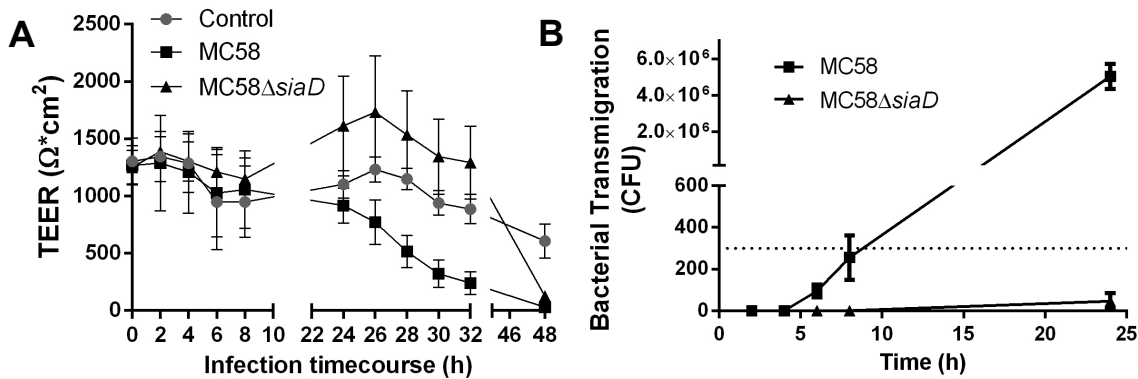 A
Control
MC58
MC58ΔsiaD
TEER (Ω*cm2)
2500
2000
1500
1000
500
0
0 2 4 6 8 10 22 24 26 28 30 32 46 48
Infection timecourse (h)
B
MC58
MC58ΔsiaD
Bacterial Transmigration
(CFU)
6.0×10⁶
4.0×10⁶
2.0×10⁶
600
400
200
0
0 5 10 15 20 25
Time (h)